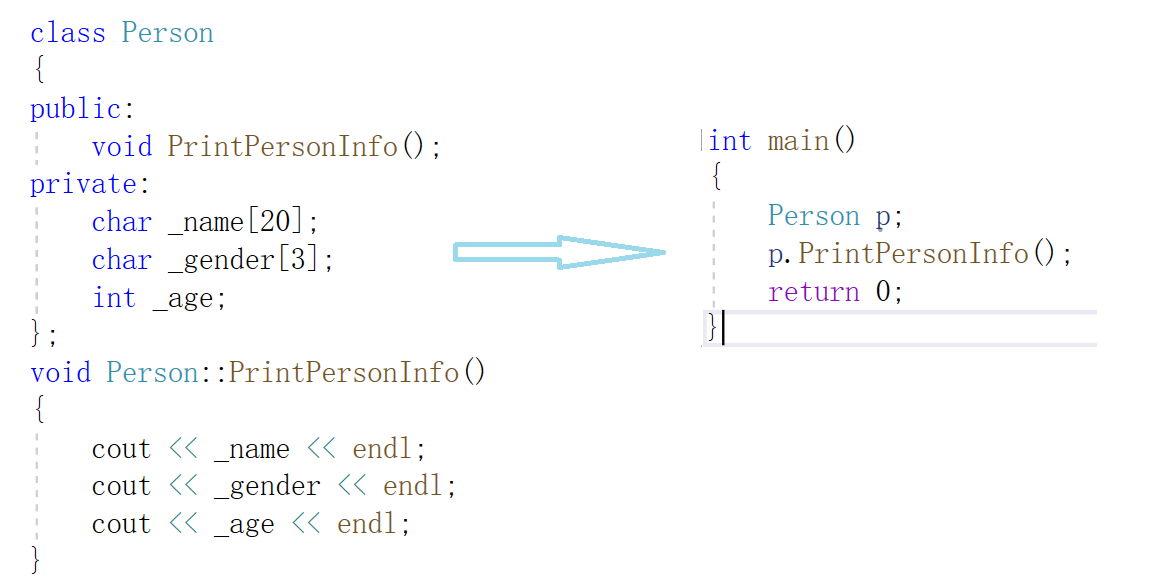 class Person
{
public:
    void PrintPersonInfo();
private:
    char _name[20];
    char _gender[3];
    int _age;
};
void Person::PrintPersonInfo()
{
    cout << _name << endl;
    cout << _gender << endl;
    cout << _age << endl;
}
int main()
{
    Person p;
    p.PrintPersonInfo();
    return 0;
}